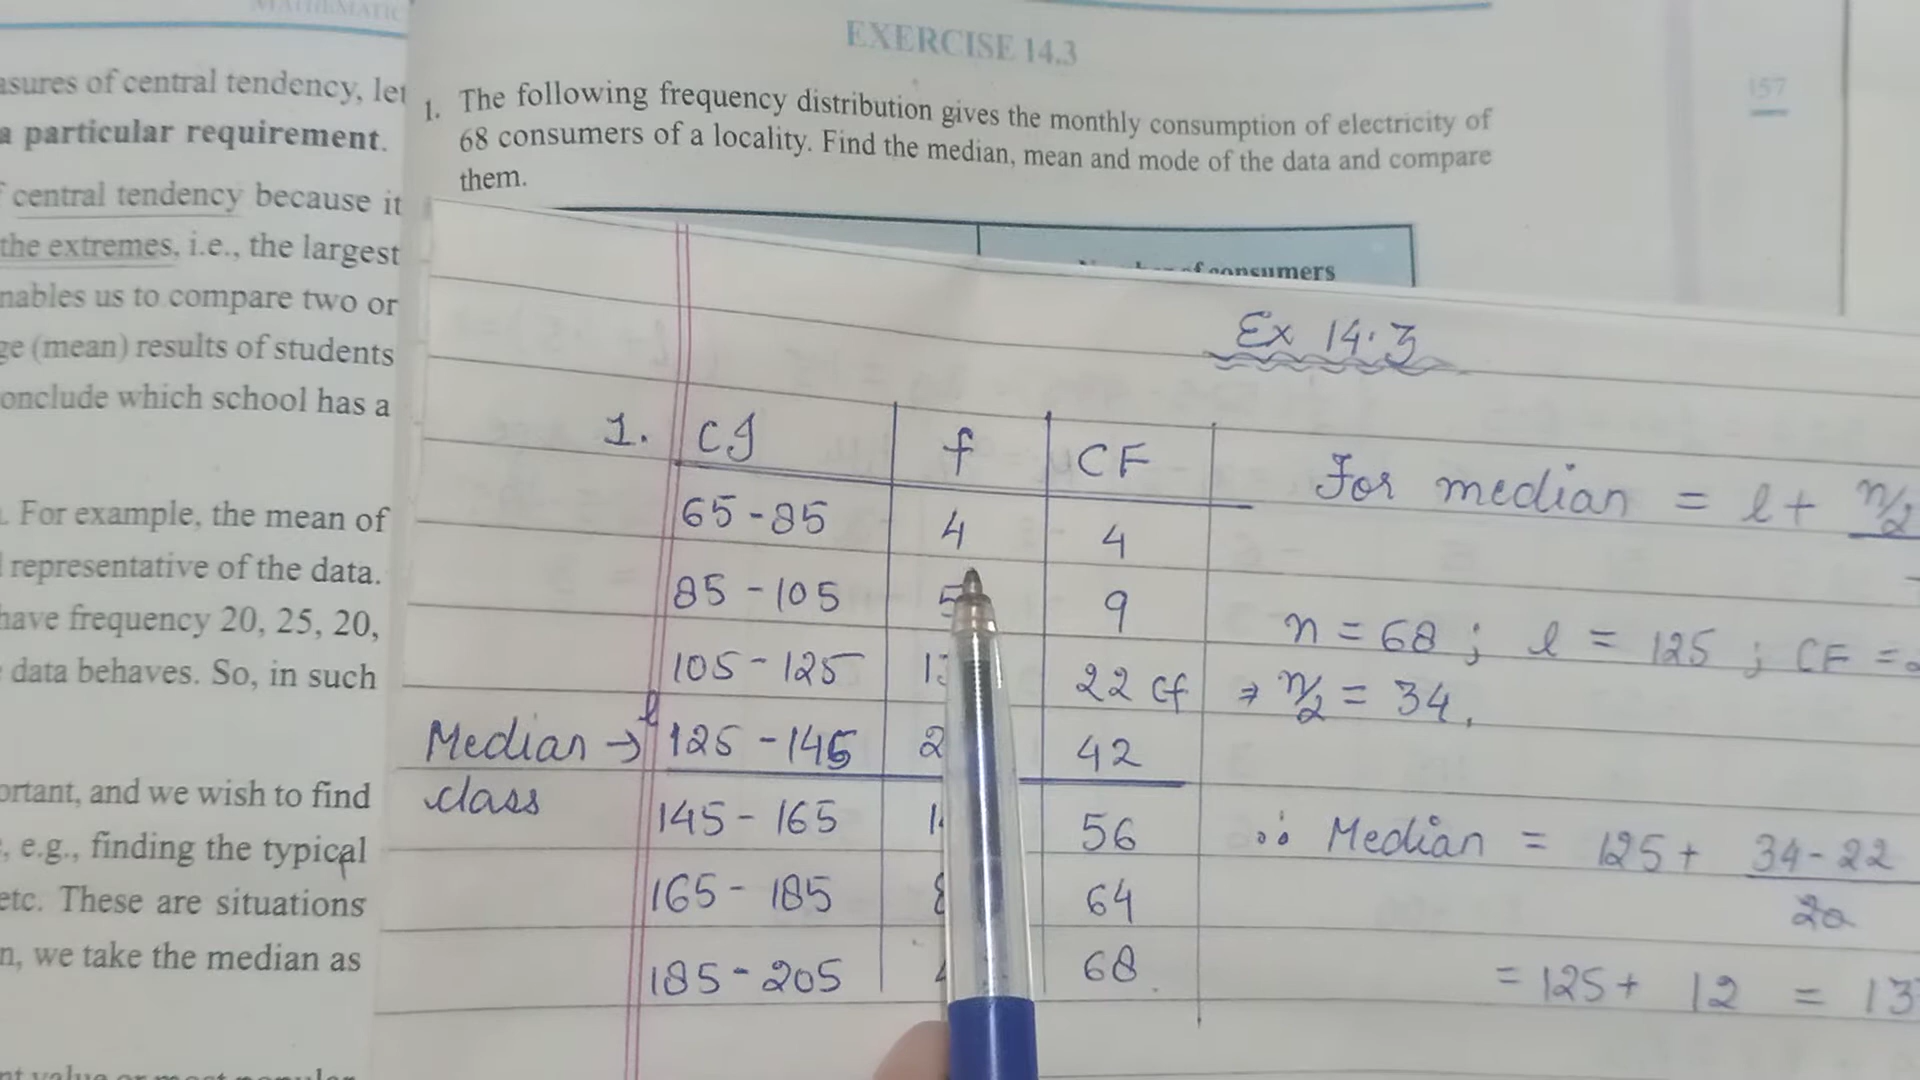 MATHEMATIC
EXERCISE 14.3
157
1. The following frequency distribution gives the monthly consumption of electricity of
68 consumers of a locality. Find the median, mean and mode of the data and compare
them.
of consumers
asures of central tendency, let
a particular requirement.
central tendency because it
the extremes, i.e., the largest
nables us to compare two or
ge (mean) results of students
onclude which school has a
. For example, the mean of
representative of the data.
have frequency 20, 25, 20,
data behaves. So, in such
ortant, and we wish to find
, e.g., finding the typical
etc. These are situations
n, we take the median as
Ex 14.3
1. CI f CF
65-85 4 4
85-105 5 9
105-125 22 cf
l
Median → 125-145 42
class
145-165 56
165-185 64
185-205 68
For median = l + n/2
n = 68 ; l = 125 ; CF =
⇒ n/2 = 34.
∴ Median = 125 + 34-22
20
= 125 + 12 = 13